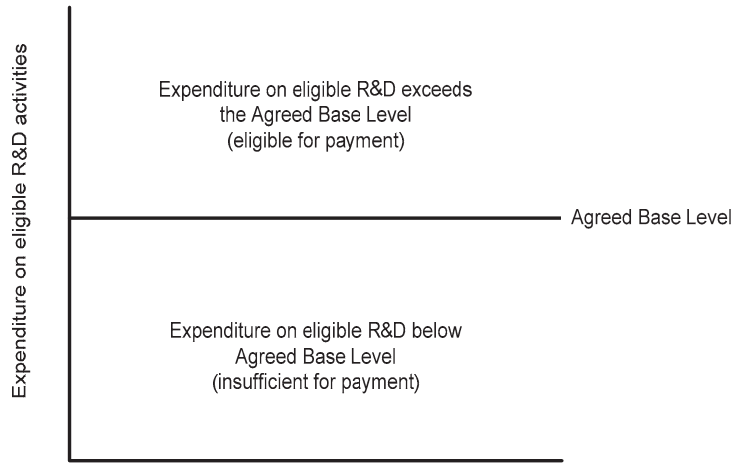 Expenditure on eligible R&D activities
Expenditure on eligible R&D exceeds
the Agreed Base Level
(eligible for payment)
Agreed Base Level
Expenditure on eligible R&D below
Agreed Base Level
(insufficient for payment)